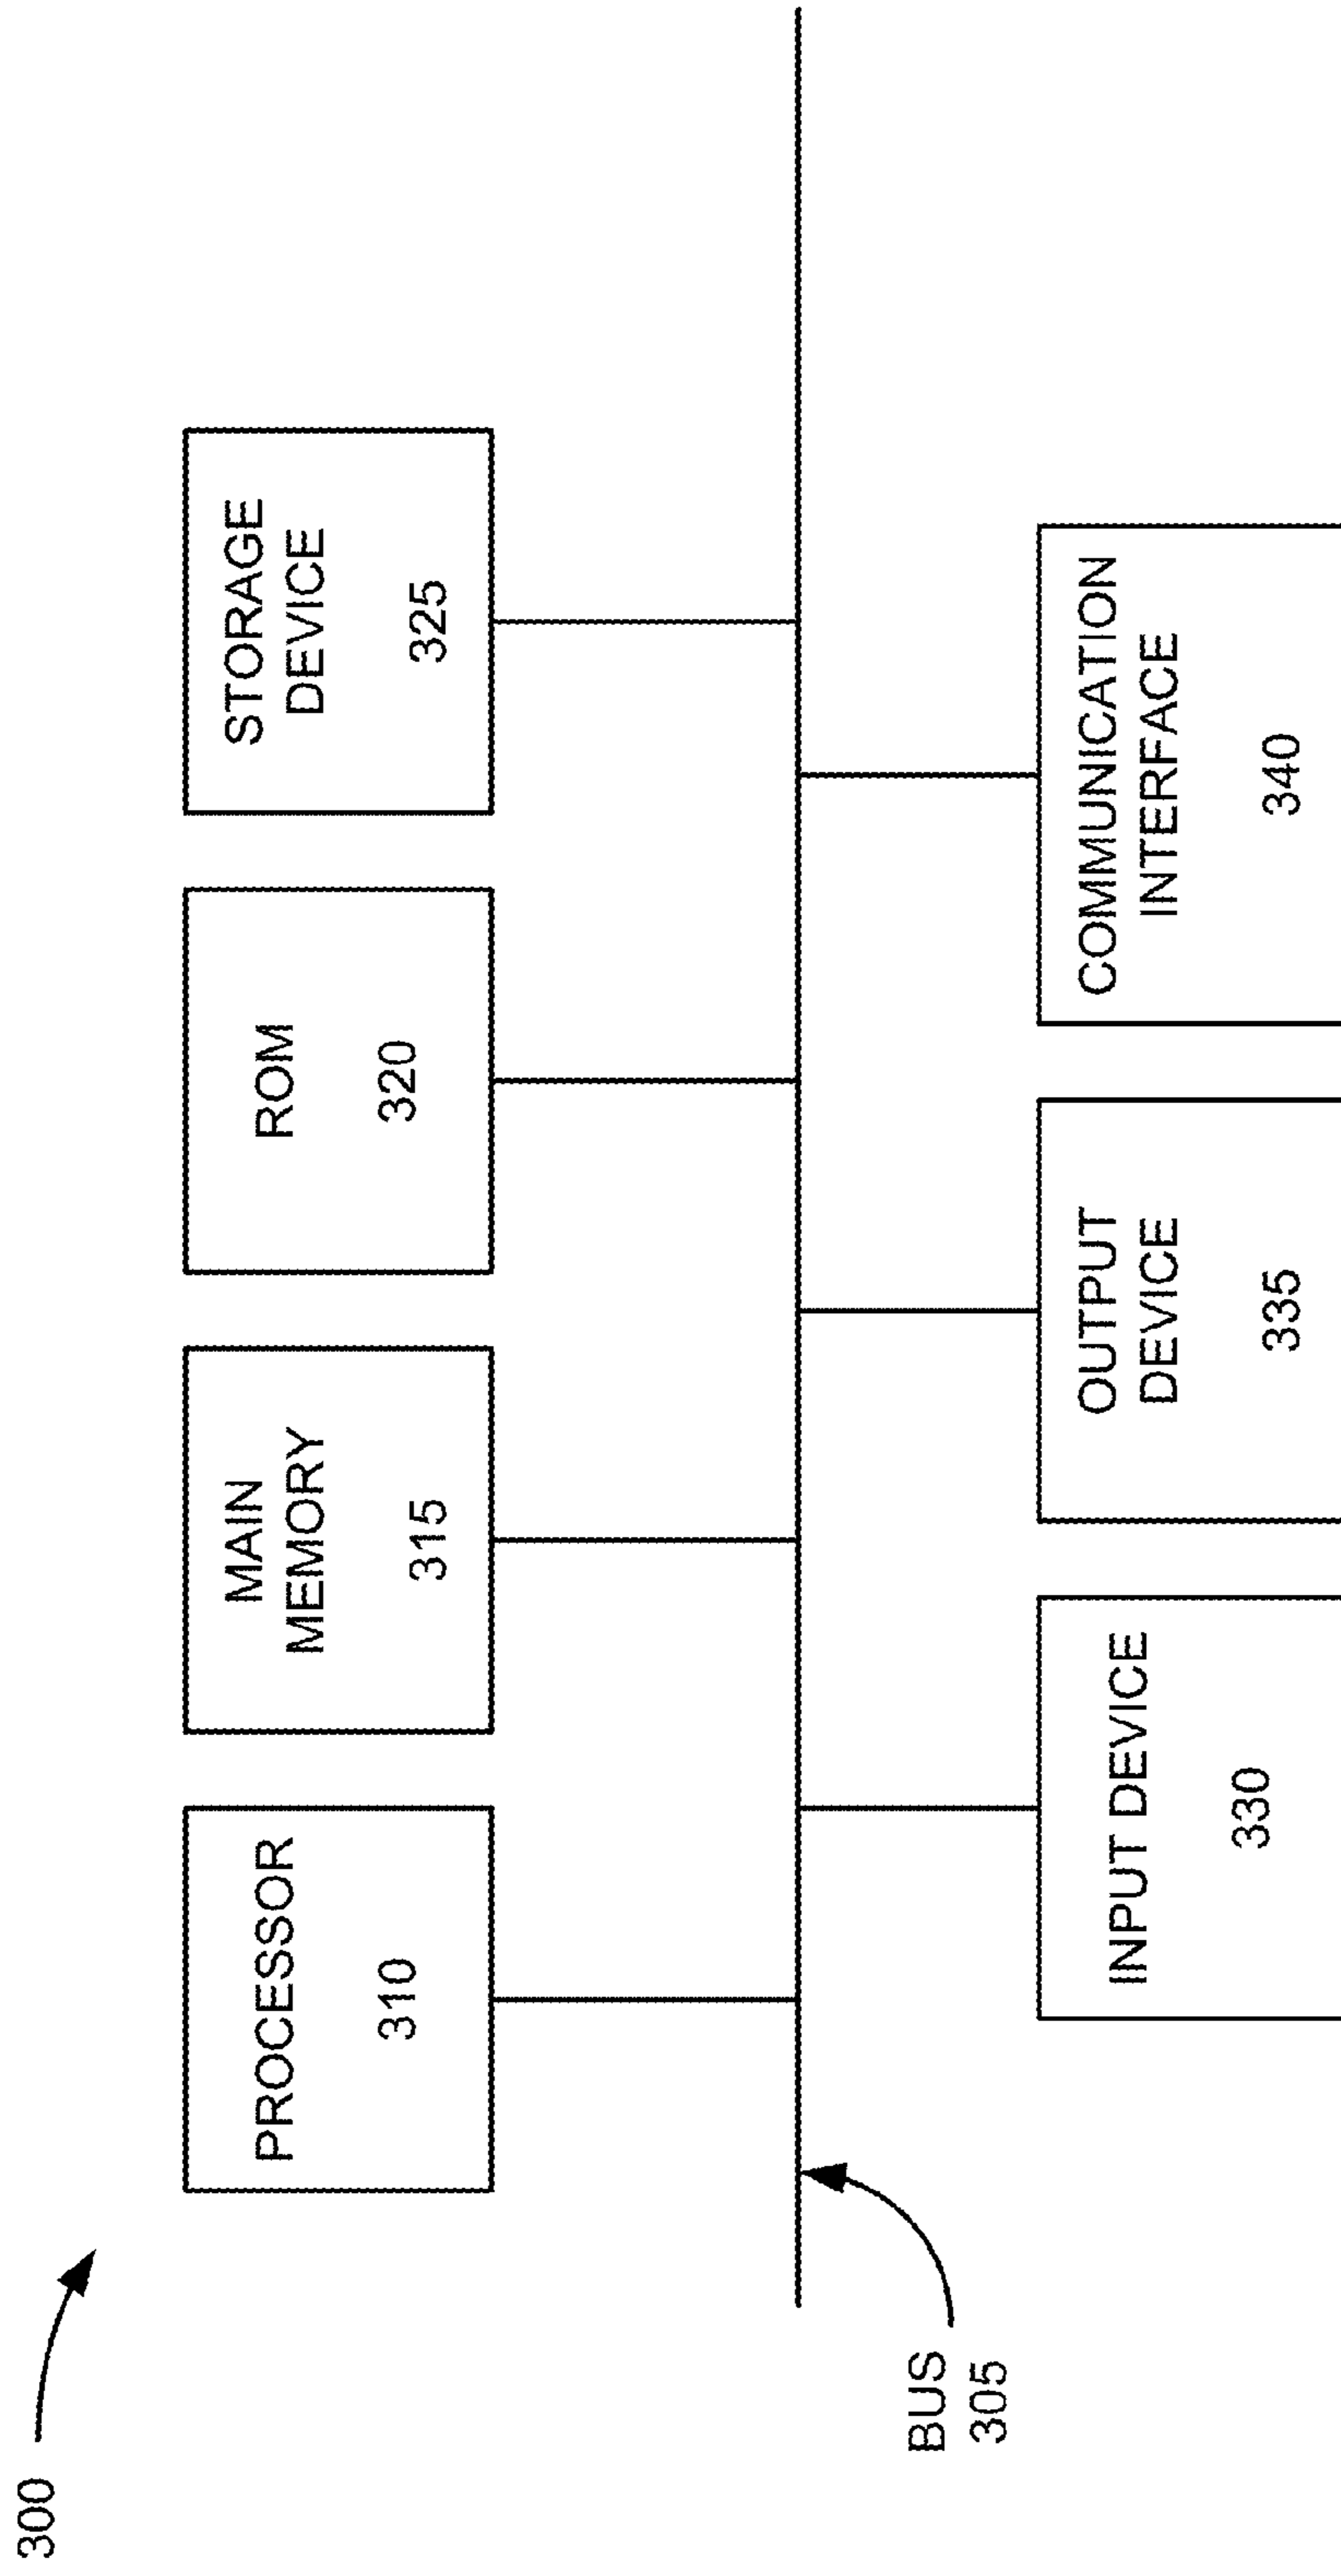 300
PROCESSOR
310
MAIN
MEMORY
315
ROM
320
STORAGE
DEVICE
325
BUS
305
INPUT DEVICE
330
OUTPUT
DEVICE
335
COMMUNICATION
INTERFACE
340